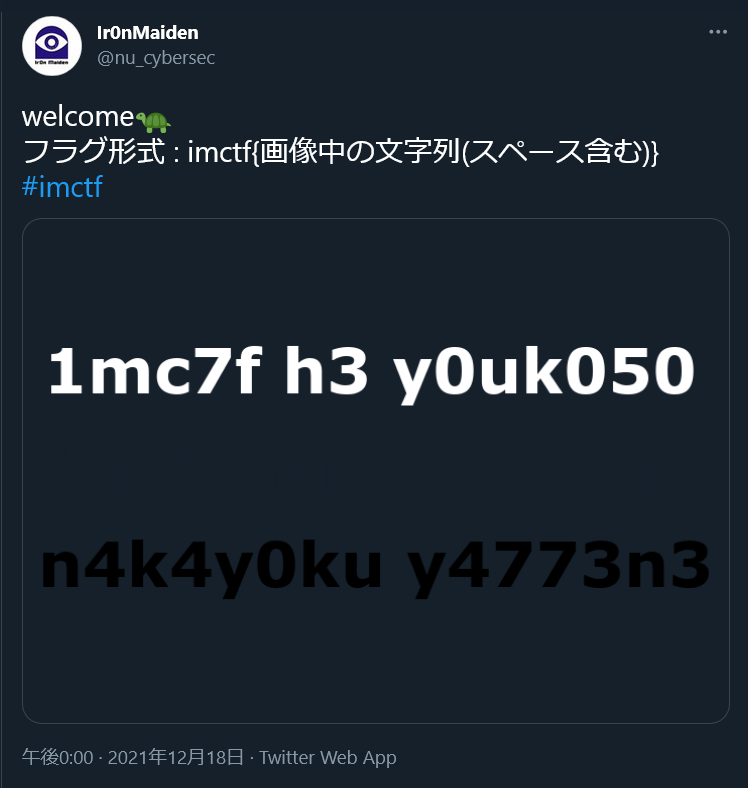 Ir0n Maiden
Ir0nMaiden
@nu_cybersec
welcome🐢
フラグ形式 : imctf{画像中の文字列(スペース含む)}
#imctf
1mc7f h3 y0uk050
n4k4y0ku y4773n3
午後0:00 · 2021年12月18日 · Twitter Web App